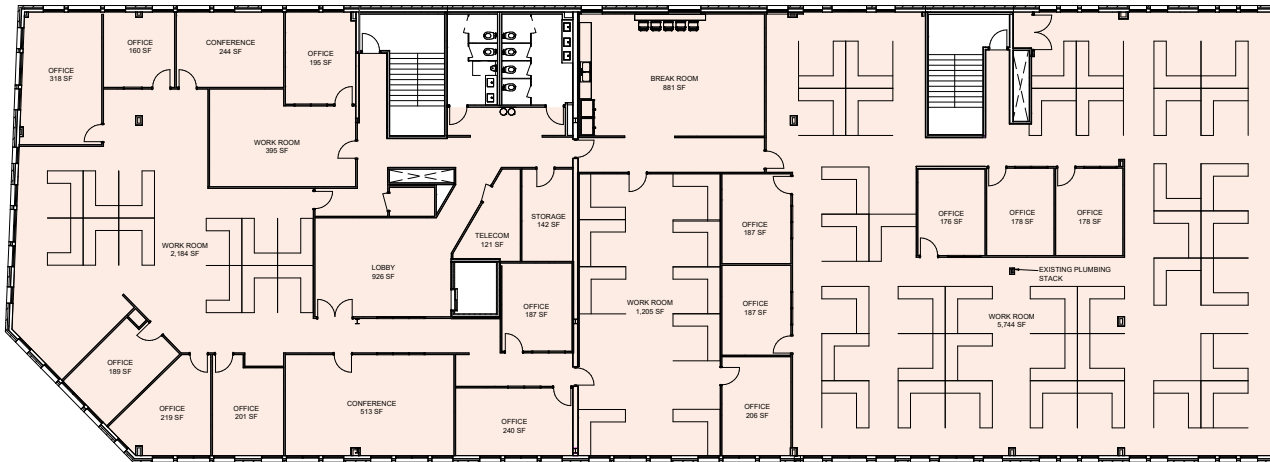 OFFICE
160 SF
CONFERENCE
244 SF
OFFICE
195 SF
OFFICE
318 SF
BREAK ROOM
881 SF
WORK ROOM
395 SF
STORAGE
142 SF
OFFICE
187 SF
OFFICE
176 SF
OFFICE
178 SF
OFFICE
178 SF
TELECOM
121 SF
WORK ROOM
2,184 SF
LOBBY
926 SF
EXISTING PLUMBING
STACK
OFFICE
187 SF
WORK ROOM
1,205 SF
OFFICE
187 SF
WORK ROOM
5,744 SF
OFFICE
189 SF
OFFICE
219 SF
OFFICE
201 SF
CONFERENCE
513 SF
OFFICE
240 SF
OFFICE
206 SF